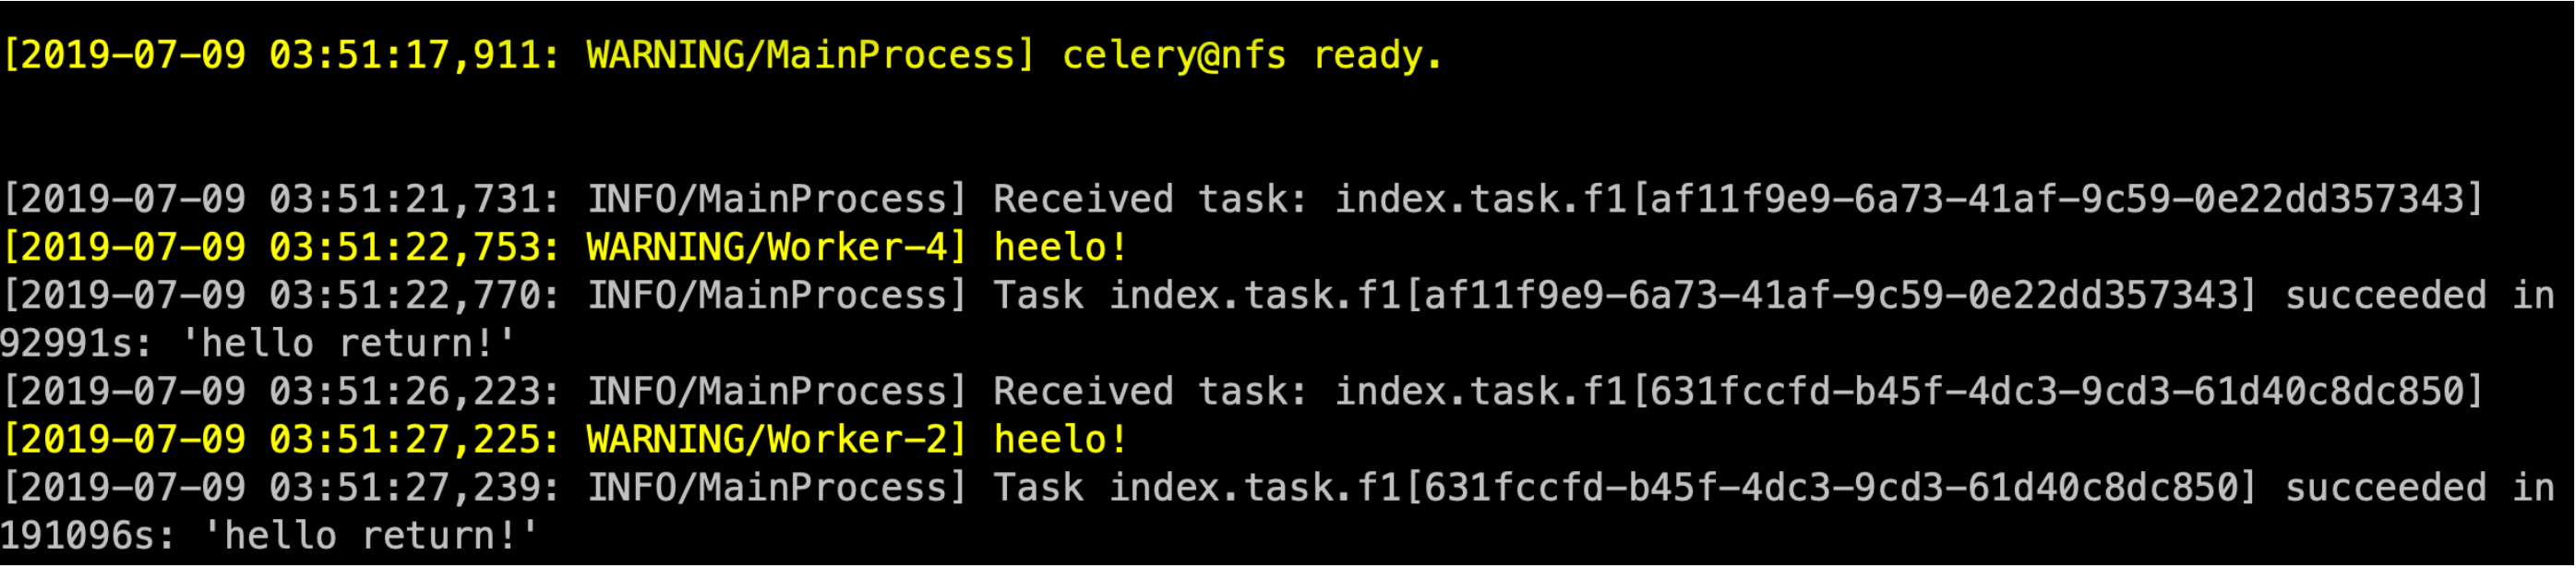 [2019-07-09 03:51:17,911: WARNING/MainProcess] celery@nfs ready.
[2019-07-09 03:51:21,731: INFO/MainProcess] Received task: index.task.f1[af11f9e9-6a73-41af-9c59-0e22dd357343]
[2019-07-09 03:51:22,753: WARNING/Worker-4] heelo!
[2019-07-09 03:51:22,770: INFO/MainProcess] Task index.task.f1[af11f9e9-6a73-41af-9c59-0e22dd357343] succeeded in
92991s: 'hello return!'
[2019-07-09 03:51:26,223: INFO/MainProcess] Received task: index.task.f1[631fccfd-b45f-4dc3-9cd3-61d40c8dc850]
[2019-07-09 03:51:27,225: WARNING/Worker-2] heelo!
[2019-07-09 03:51:27,239: INFO/MainProcess] Task index.task.f1[631fccfd-b45f-4dc3-9cd3-61d40c8dc850] succeeded in
191096s: 'hello return!'